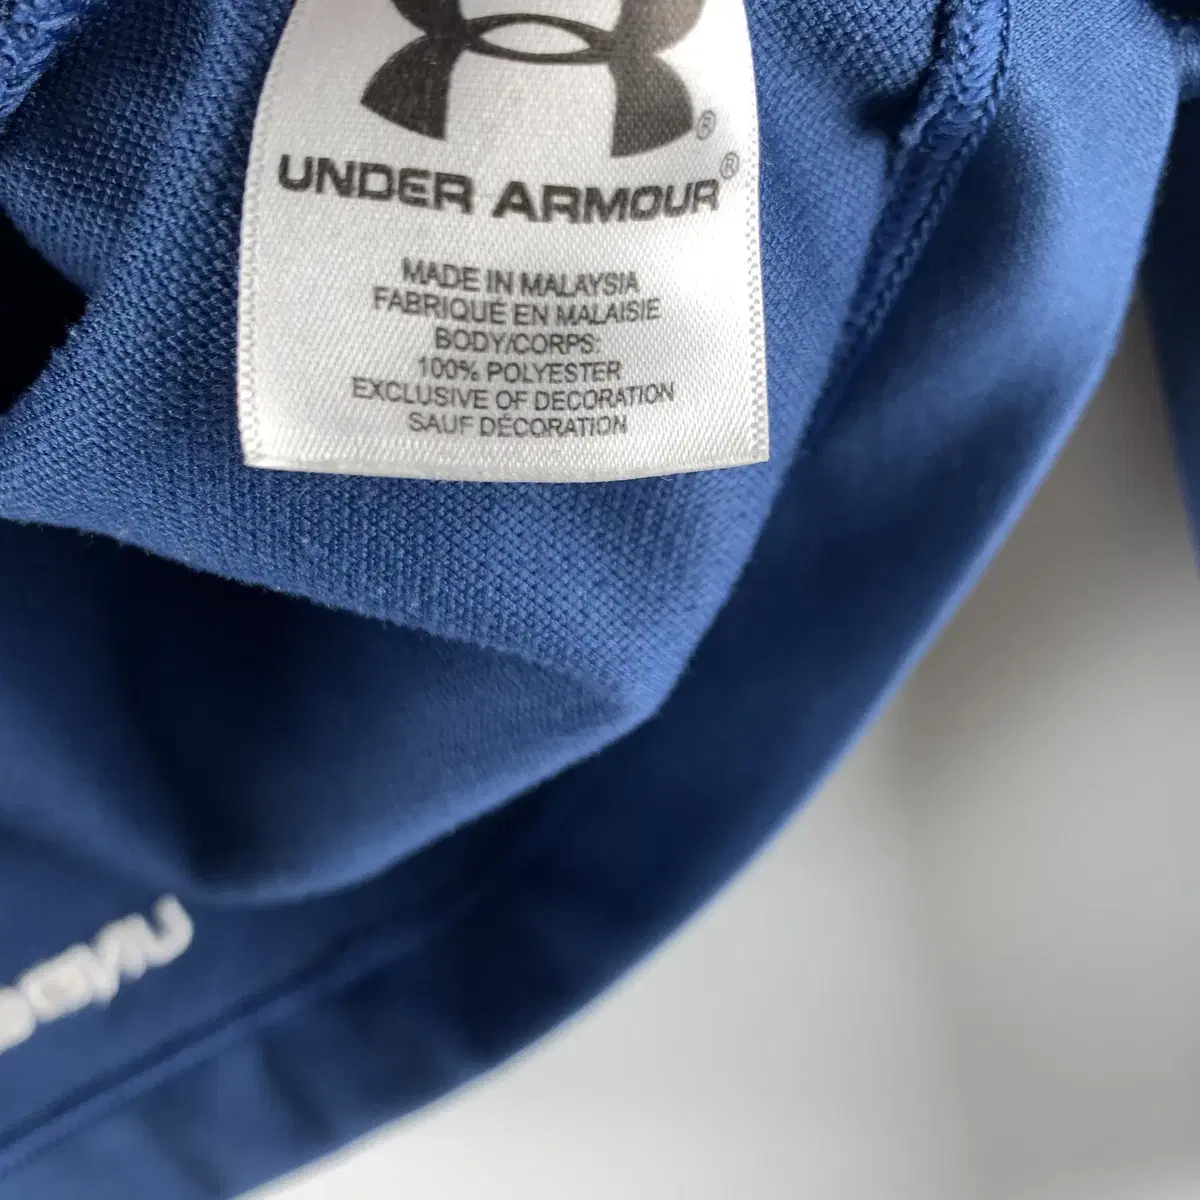 UNDER ARMOUR®
MADE IN MALAYSIA
FABRIQUÉ EN MALAISIE
BODY/CORPS:
100% POLYESTER
EXCLUSIVE OF DECORATION
SAUF DÉCORATION